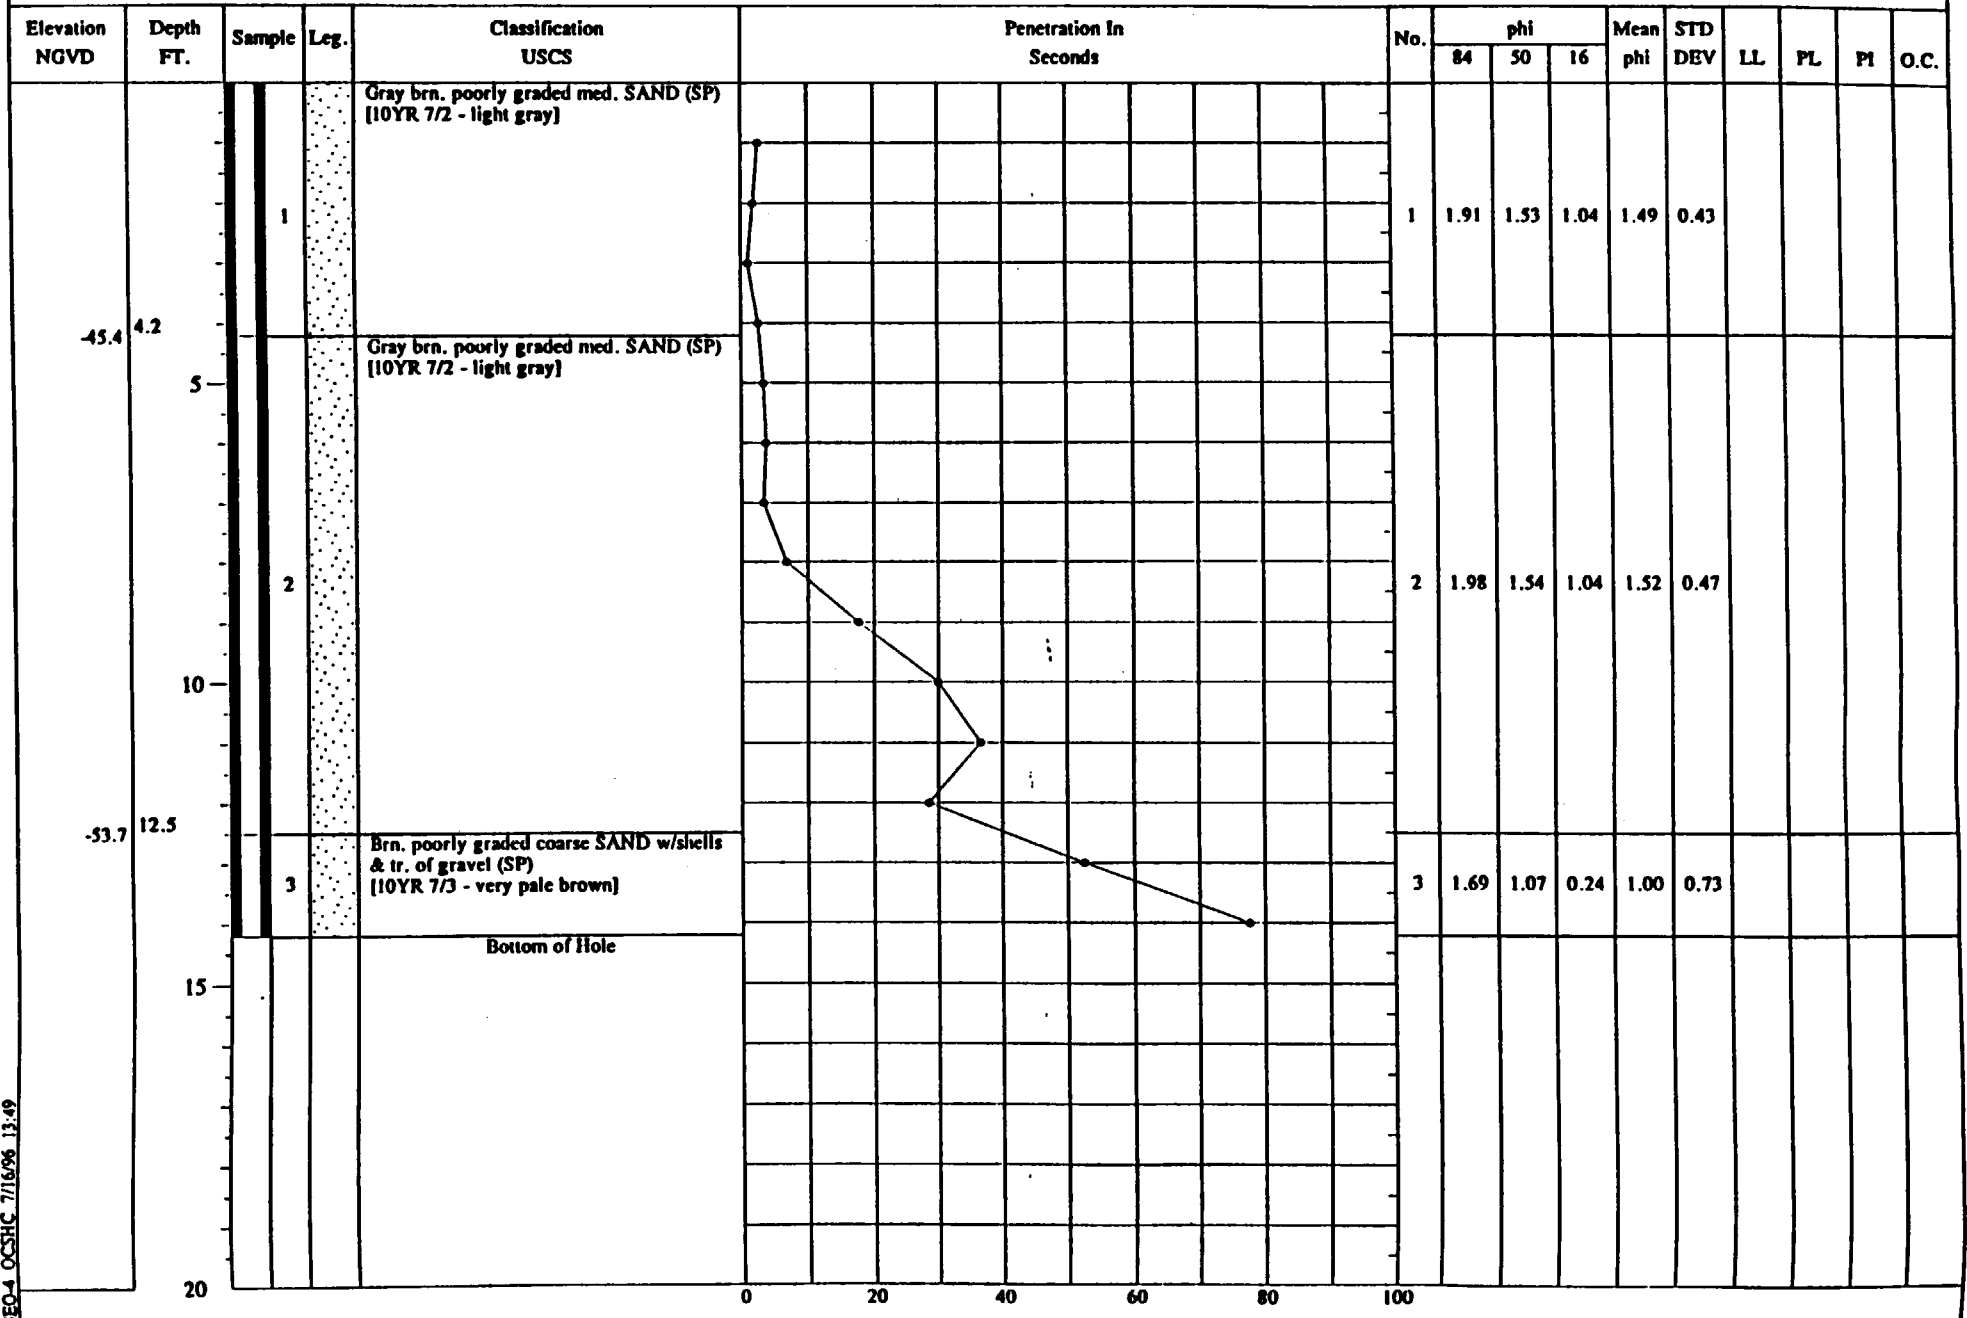 Elevation NGVD
Depth FT.
Sample
Leg.
Classification USCS
Penetration In Seconds
No.
phi
84 50 16
Mean phi
STD DEV
LL
PL
PI
O.C.
Gray brn. poorly graded med. SAND (SP)
[10YR 7/2 - light gray]
1
1 1.91 1.53 1.04 1.49 0.43
-45.4 4.2
Gray brn. poorly graded med. SAND (SP)
[10YR 7/2 - light gray]
5
2
2 1.98 1.54 1.04 1.52 0.47
10
-53.7 12.5
Brn. poorly graded coarse SAND w/shells
& tr. of gravel (SP)
[10YR 7/3 - very pale brown]
3
3 1.69 1.07 0.24 1.00 0.73
Bottom of Hole
15
20
0 20 40 60 80 100
EO-4 OCSHC 7/16/96 13:49